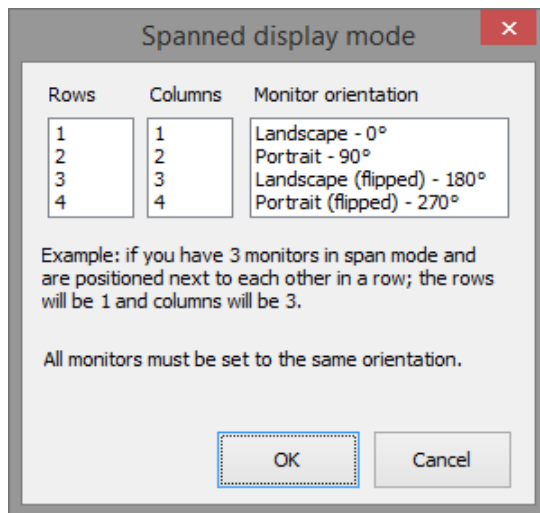 Spanned display mode
Rows Columns Monitor orientation
1 1 Landscape - 0°
2 2 Portrait - 90°
3 3 Landscape (flipped) - 180°
4 4 Portrait (flipped) - 270°
Example: if you have 3 monitors in span mode and
are positioned next to each other in a row; the rows
will be 1 and columns will be 3.
All monitors must be set to the same orientation.
OK Cancel